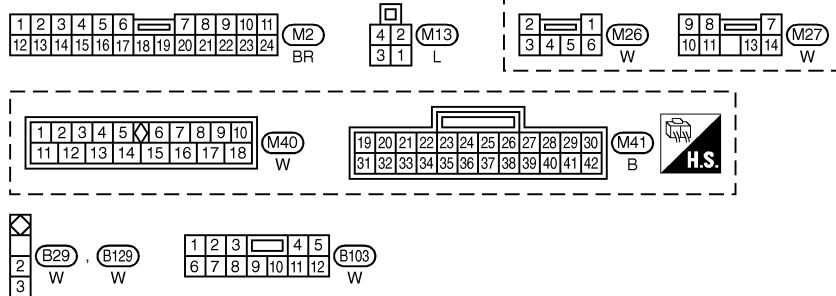 1 2 3 4 5 6 7 8 9 10 11
12 13 14 15 16 17 18 19 20 21 22 23 24
M2
BR
4 2
3 1
M13
L
2 1
3 4 5 6
M26
W
9 8 7
10 11 13 14
M27
W
1 2 3 4 5 6 7 8 9 10
11 12 13 14 15 16 17 18
M40
W
19 20 21 22 23 24 25 26 27 28 29 30
31 32 33 34 35 36 37 38 39 40 41 42
M41
B
H.S.
2
3
B29 , B129
W W
1 2 3 4 5
6 7 8 9 10 11 12
B103
W